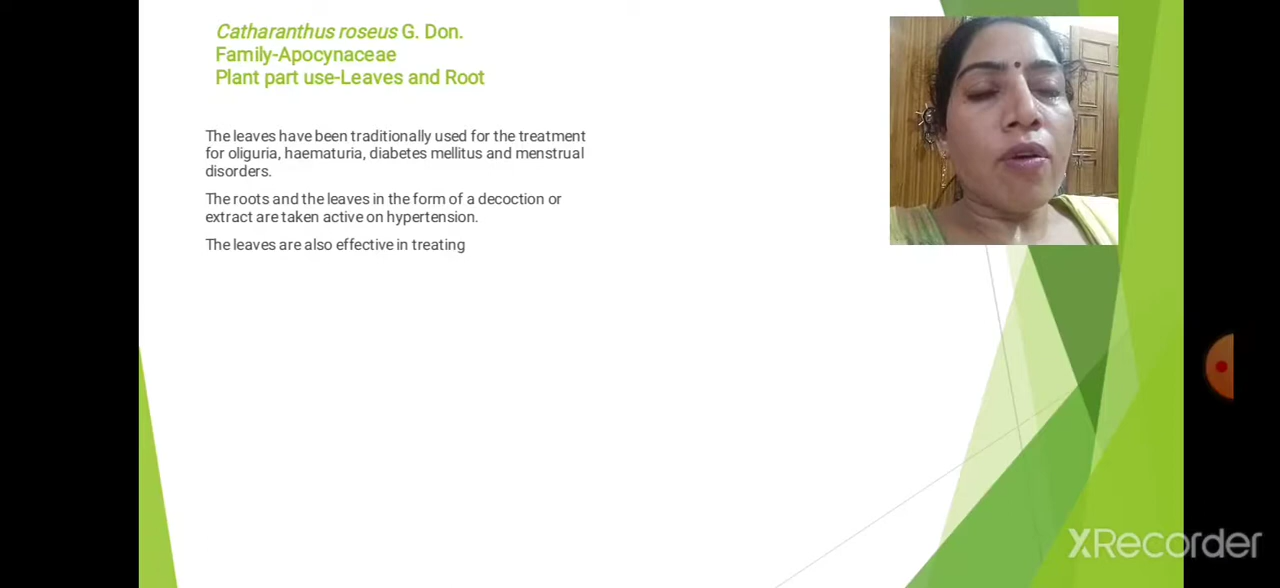 Catharanthus roseus G. Don.
Family-Apocynaceae
Plant part use-Leaves and Root
The leaves have been traditionally used for the treatment
for oliguria, haematuria, diabetes mellitus and menstrual
disorders.
The roots and the leaves in the form of a decoction or
extract are taken active on hypertension.
The leaves are also effective in treating
XRecorder